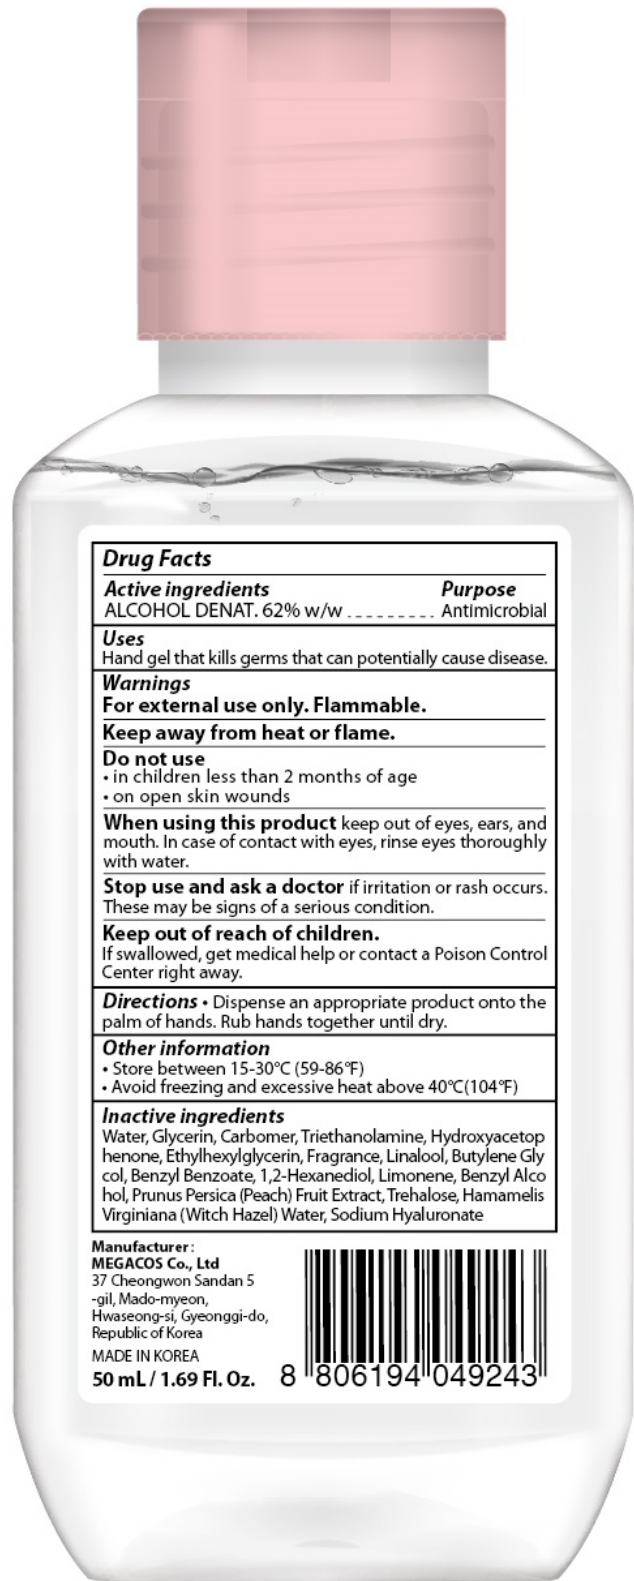 Drug Facts
Active ingredients Purpose
ALCOHOL DENAT. 62% w/w _ _ _ _ _ _ _ _ _ Antimicrobial
Uses
Hand gel that kills germs that can potentially cause disease.
Warnings
For external use only. Flammable.
Keep away from heat or flame.
Do not use
• in children less than 2 months of age
• on open skin wounds
When using this product keep out of eyes, ears, and
mouth. In case of contact with eyes, rinse eyes thoroughly
with water.
Stop use and ask a doctor if irritation or rash occurs.
These may be signs of a serious condition.
Keep out of reach of children.
If swallowed, get medical help or contact a Poison Control
Center right away.
Directions • Dispense an appropriate product onto the
palm of hands. Rub hands together until dry.
Other information
• Store between 15-30℃ (59-86℉)
• Avoid freezing and excessive heat above 40℃(104℉)
Inactive ingredients
Water, Glycerin, Carbomer, Triethanolamine, Hydroxyacetop
henone, Ethylhexylglycerin, Fragrance, Linalool, Butylene Gly
col, Benzyl Benzoate, 1,2-Hexanediol, Limonene, Benzyl Alco
hol, Prunus Persica (Peach) Fruit Extract, Trehalose, Hamamelis
Virginiana (Witch Hazel) Water, Sodium Hyaluronate
Manufacturer :
MEGACOS Co., Ltd
37 Cheongwon Sandan 5
-gil, Mado-myeon,
Hwaseong-si, Gyeonggi-do,
Republic of Korea
MADE IN KOREA
50 mL / 1.69 Fl. Oz.
8 806194 049243